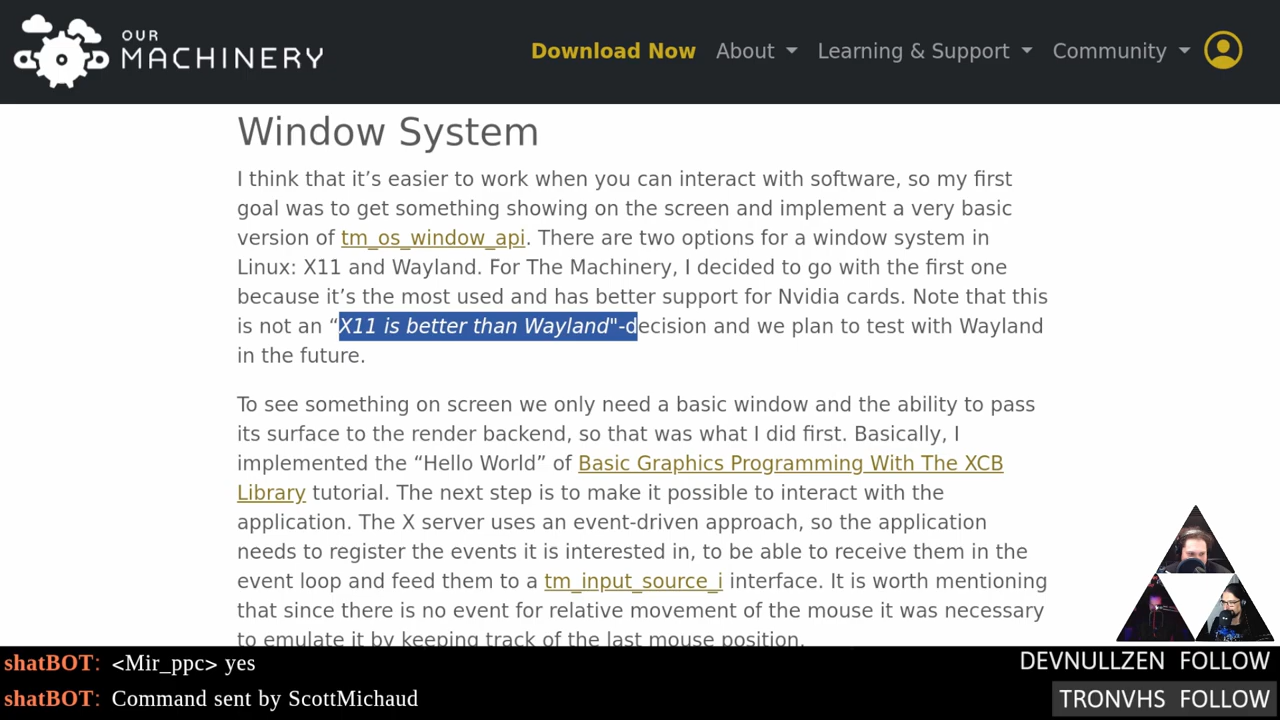 OUR
MACHINERY
Download Now About Learning & Support Community
Window System
I think that it’s easier to work when you can interact with software, so my first
goal was to get something showing on the screen and implement a very basic
version of tm_os_window_api. There are two options for a window system in
Linux: X11 and Wayland. For The Machinery, I decided to go with the first one
because it’s the most used and has better support for Nvidia cards. Note that this
is not an “X11 is better than Wayland"-decision and we plan to test with Wayland
in the future.
To see something on screen we only need a basic window and the ability to pass
its surface to the render backend, so that was what I did first. Basically, I
implemented the “Hello World” of Basic Graphics Programming With The XCB
Library tutorial. The next step is to make it possible to interact with the
application. The X server uses an event-driven approach, so the application
needs to register the events it is interested in, to be able to receive them in the
event loop and feed them to a tm_input_source_i interface. It is worth mentioning
that since there is no event for relative movement of the mouse it was necessary
to emulate it by keeping track of the last mouse position.
shatBOT: <Mir_ppc> yes
DEVNULLZEN FOLLOW
shatBOT: Command sent by ScottMichaud
TRONVHS FOLLOW